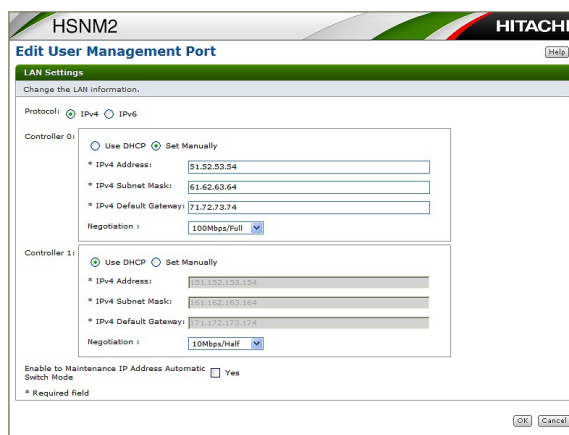 HSNM2
HITACHI
Edit User Management Port
Help
LAN Settings
Change the LAN information.
Protocol: IPv4 IPv6
Controller 0:
Use DHCP Set Manually
* IPv4 Address: 51.52.53.54
* IPv4 Subnet Mask: 61.62.63.64
* IPv4 Default Gateway: 71.72.73.74
Negotiation : 100Mbps/Full
Controller 1:
Use DHCP Set Manually
* IPv4 Address: 151.152.153.154
* IPv4 Subnet Mask: 161.162.163.164
* IPv4 Default Gateway: 171.172.173.174
Negotiation : 10Mbps/Half
Enable to Maintenance IP Address Automatic
Switch Mode
Yes
* Required field
OK Cancel